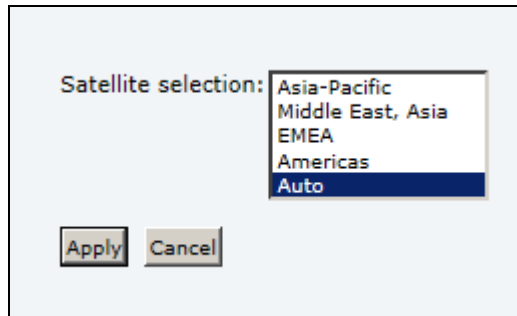 Satellite selection:
Asia-Pacific
Middle East, Asia
EMEA
Americas
Auto
Apply Cancel